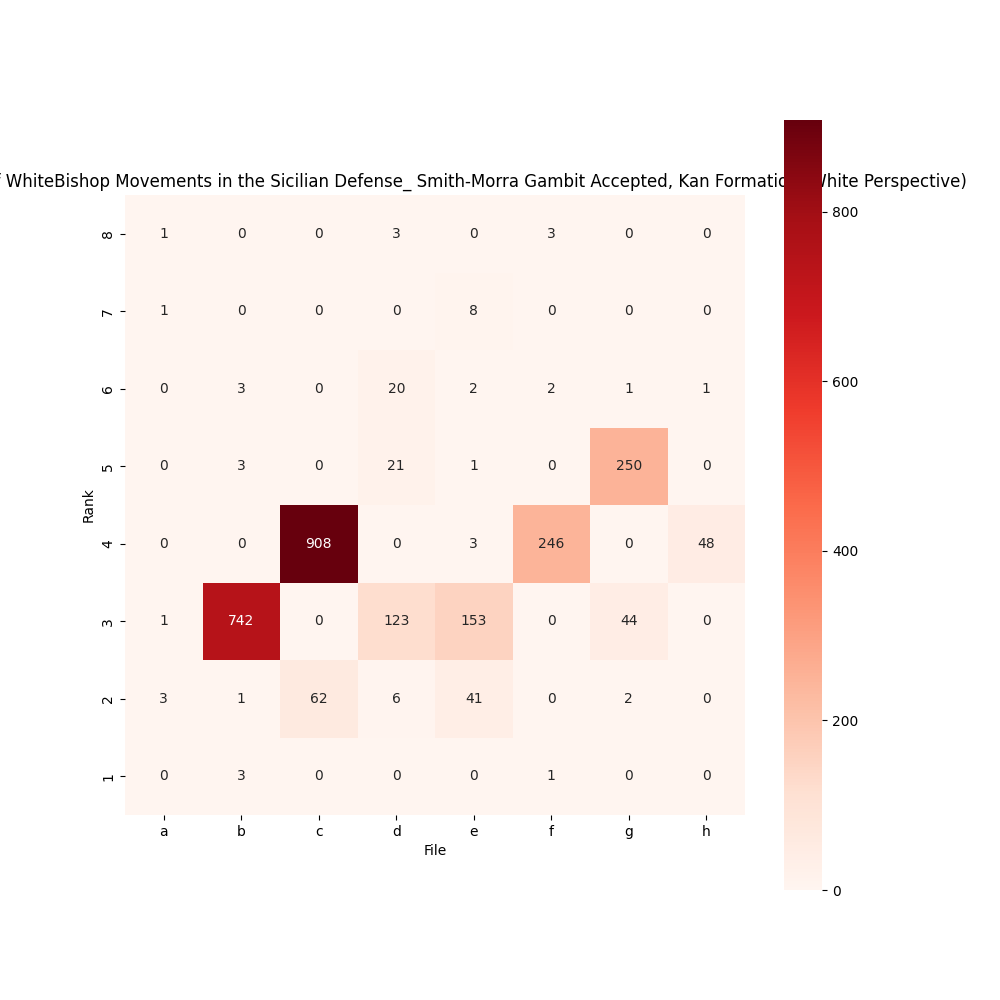 WhiteBishop Movements in the Sicilian Defense_ Smith-Morra Gambit Accepted, Kan Formation White Perspective)
800
8 1 0 0 3 0 3 0 0
7 1 0 0 0 8 0 0 0
600
6 0 3 0 20 2 2 1 1
5 0 3 0 21 1 0 250 0
Rank
4 0 0 908 0 3 246 0 48
400
3 1 742 0 123 153 0 44 0
2 3 1 62 6 41 0 2 0
200
1 0 3 0 0 0 1 0 0
a b c d e f g h
File
0